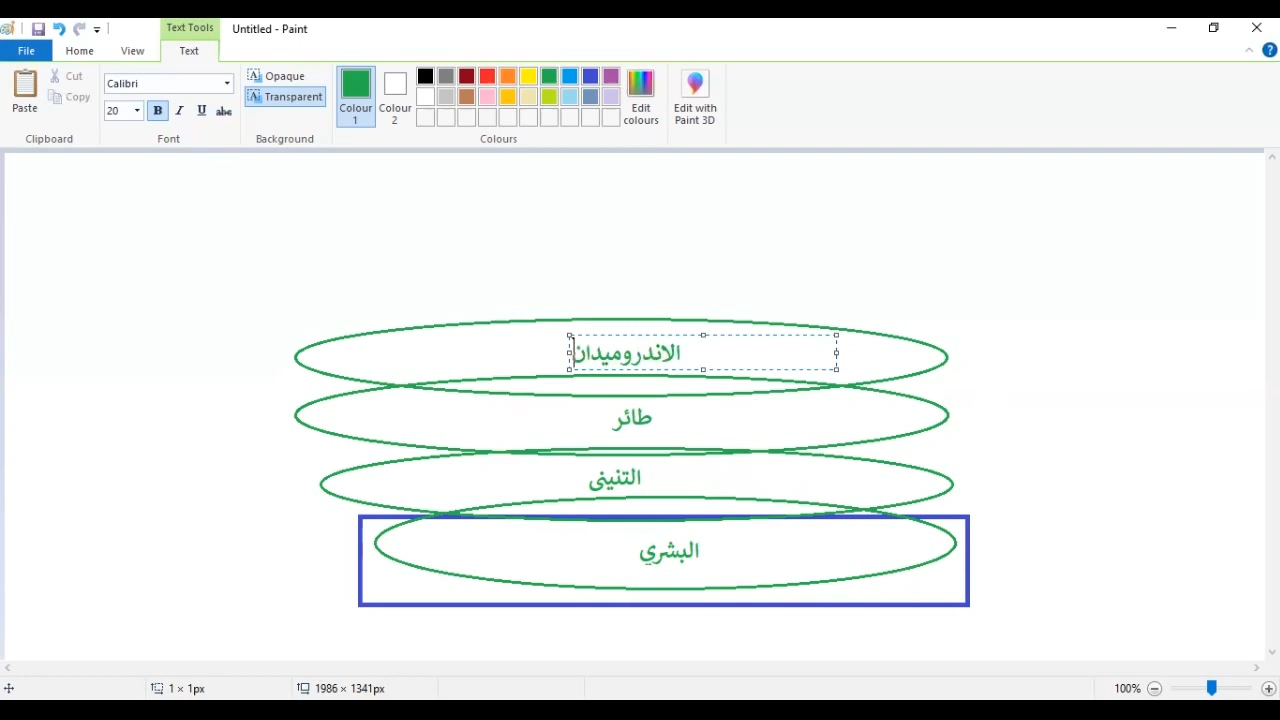 Text Tools
Untitled - Paint
File
Home
View
Text
Paste
Cut
Copy
Clipboard
Calibri
20
B I U abc
Font
Opaque
Transparent
Background
Colour 1
Colour 2
Edit colours
Colours
Edit with Paint 3D
الاندروميدان
طائر
التنينى
البشري
1 × 1px
1986 × 1341px
100%